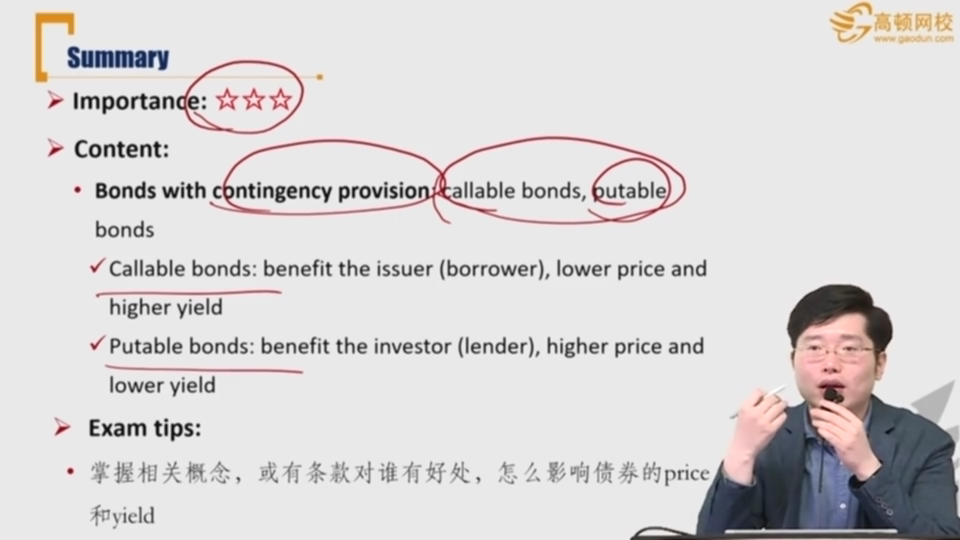 高顿网校
www.gaodun.com
Summary
Importance: ☆☆☆
Content:
Bonds with contingency provision: callable bonds, putable
bonds
Callable bonds: benefit the issuer (borrower), lower price and
higher yield
Putable bonds: benefit the investor (lender), higher price and
lower yield
Exam tips:
掌握相关概念，或有条款对谁有好处，怎么影响债券的price
和yield